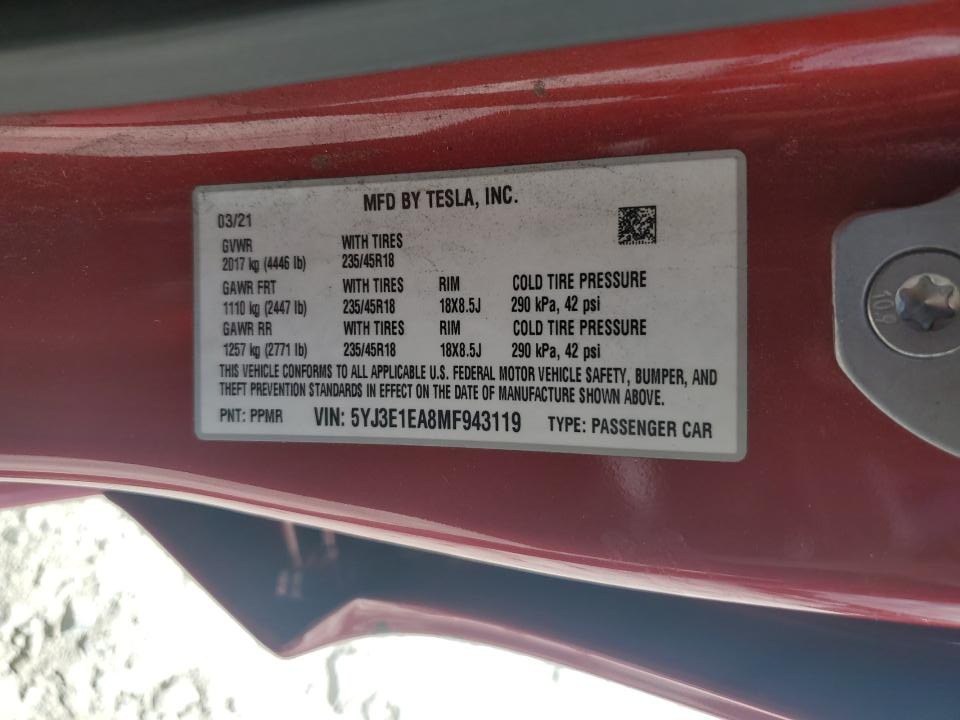 MFD BY TESLA, INC.
03/21
GVWR WITH TIRES
2017 kg (4446 lb) 235/45R18
GAWR FRT WITH TIRES RIM COLD TIRE PRESSURE
1110 kg (2447 lb) 235/45R18 18X8.5J 290 kPa, 42 psi
GAWR RR WITH TIRES RIM COLD TIRE PRESSURE
1257 kg (2771 lb) 235/45R18 18X8.5J 290 kPa, 42 psi
THIS VEHICLE CONFORMS TO ALL APPLICABLE U.S. FEDERAL MOTOR VEHICLE SAFETY, BUMPER, AND
THEFT PREVENTION STANDARDS IN EFFECT ON THE DATE OF MANUFACTURE SHOWN ABOVE.
PNT: PPMR VIN: 5YJ3E1EA8MF943119 TYPE: PASSENGER CAR
10.9